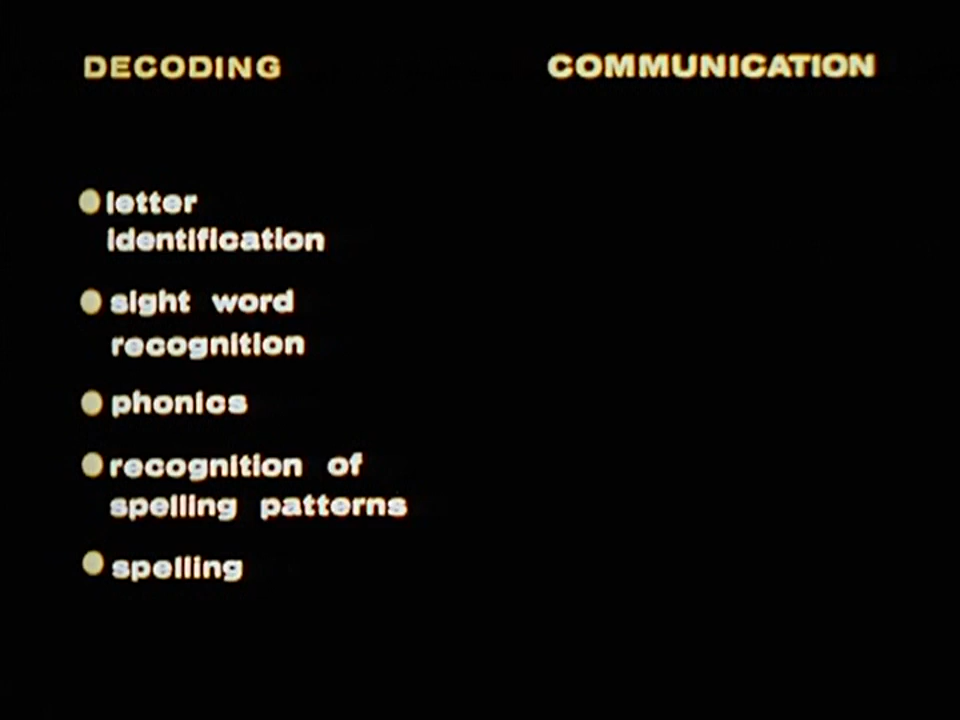 DECODING COMMUNICATION
letter
identification
sight word
recognition
phonics
recognition of
spelling patterns
spelling